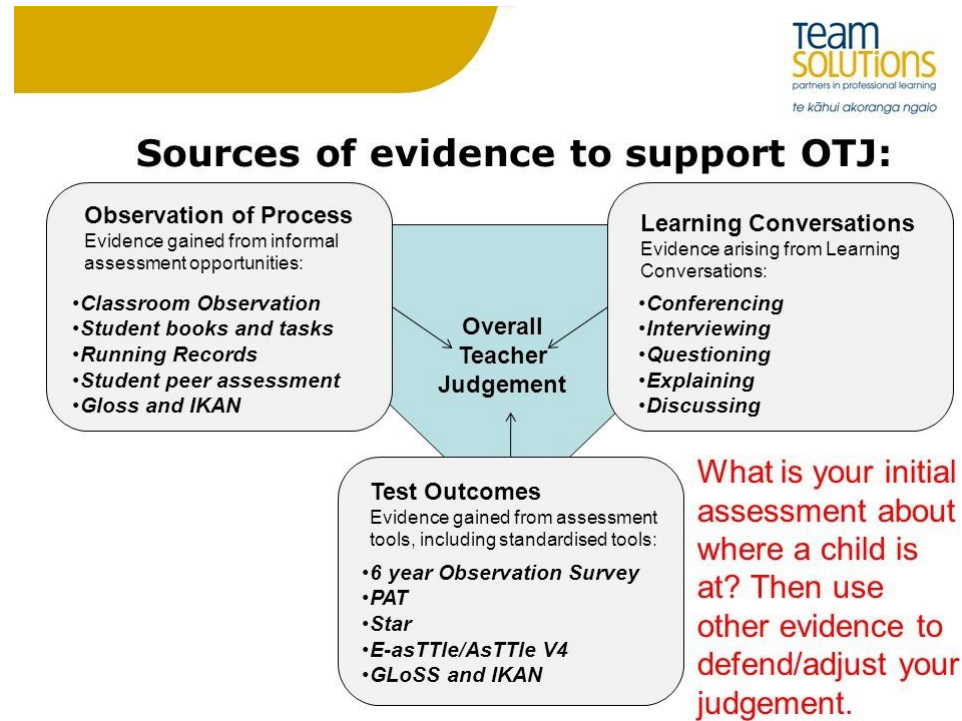 Team
SOLUTIONS
partners in professional learning
te kāhui akoranga ngaio
Sources of evidence to support OTJ:
Observation of Process
Evidence gained from informal
assessment opportunities:
•Classroom Observation
•Student books and tasks
•Running Records
•Student peer assessment
•Gloss and IKAN
Overall
Teacher
Judgement
Learning Conversations
Evidence arising from Learning
Conversations:
•Conferencing
•Interviewing
•Questioning
•Explaining
•Discussing
Test Outcomes
Evidence gained from assessment
tools, including standardised tools:
•6 year Observation Survey
•PAT
•Star
•E-asTTle/AsTTle V4
•GLoSS and IKAN
What is your initial
assessment about
where a child is
at? Then use
other evidence to
defend/adjust your
judgement.